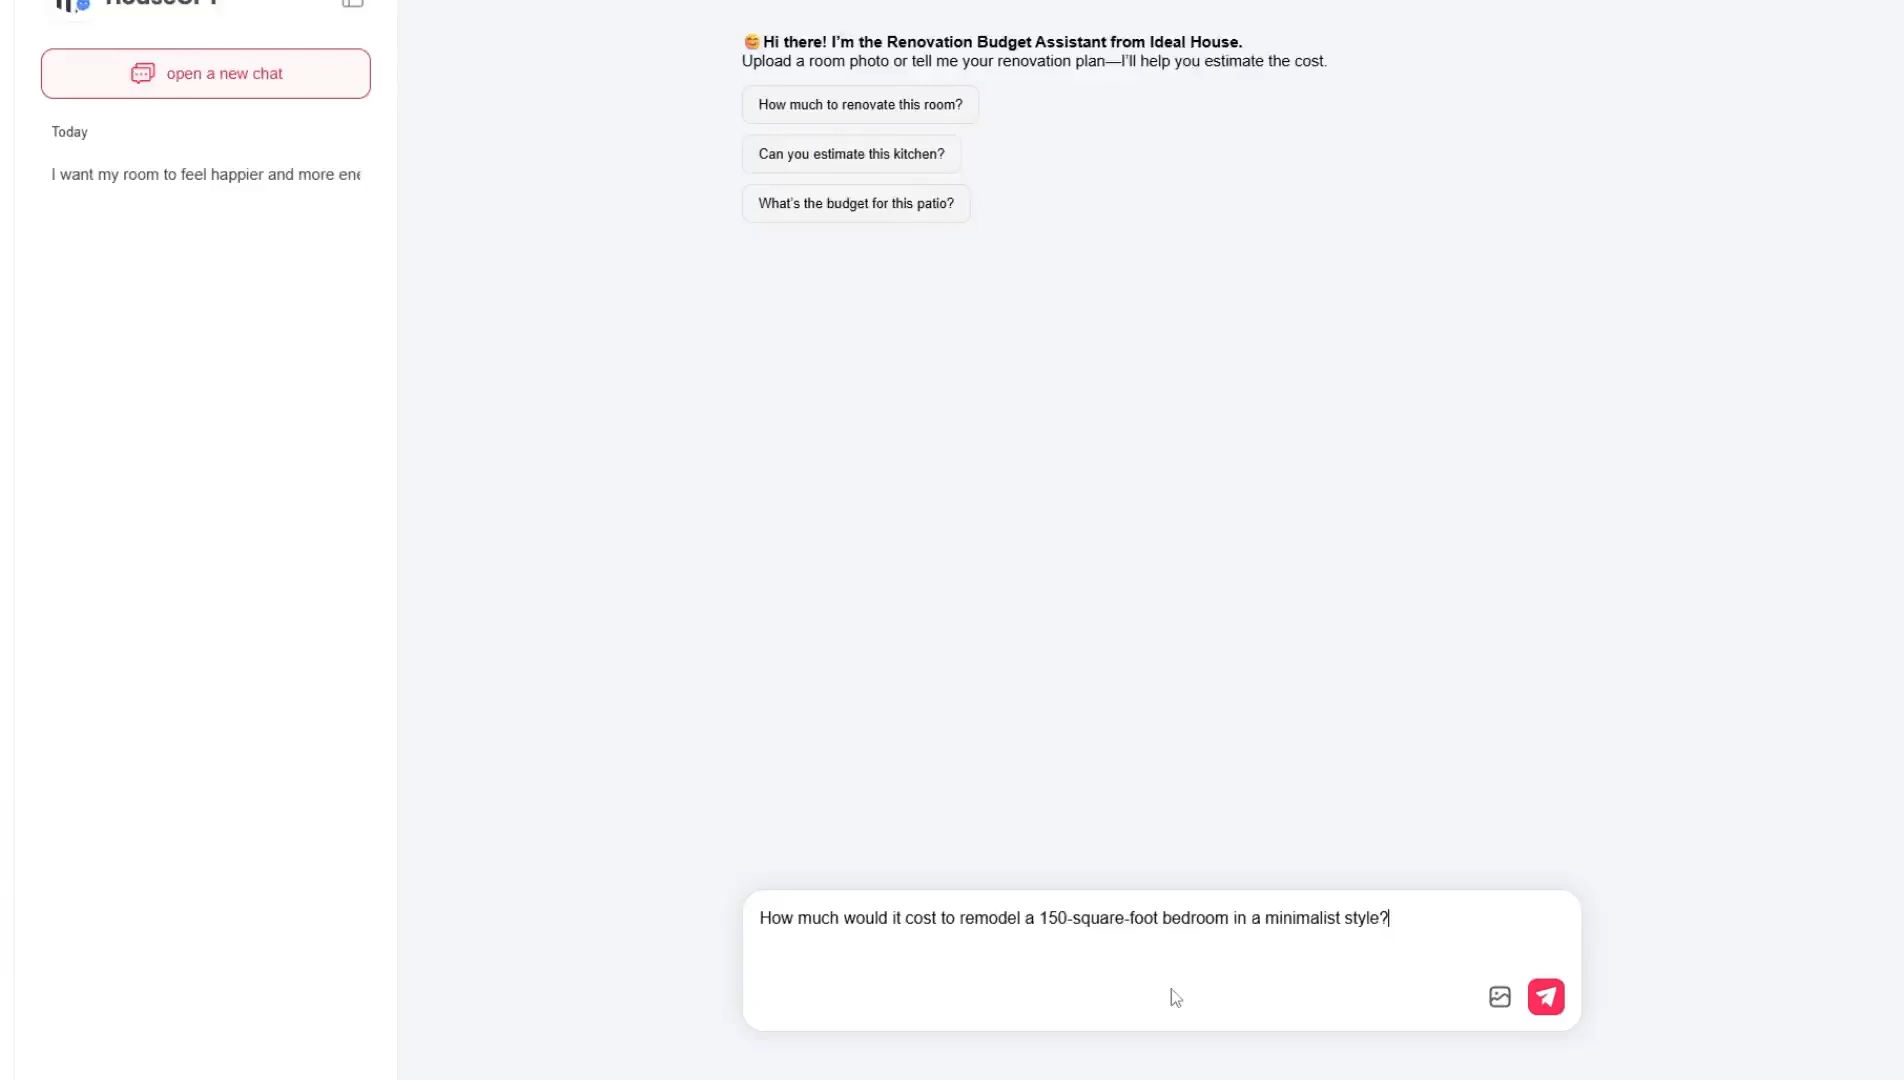 HouseGPT
open a new chat
Today
I want my room to feel happier and more ene
😊Hi there! I'm the Renovation Budget Assistant from Ideal House.
Upload a room photo or tell me your renovation plan—I'll help you estimate the cost.
How much to renovate this room?
Can you estimate this kitchen?
What's the budget for this patio?
How much would it cost to remodel a 150-square-foot bedroom in a minimalist style?